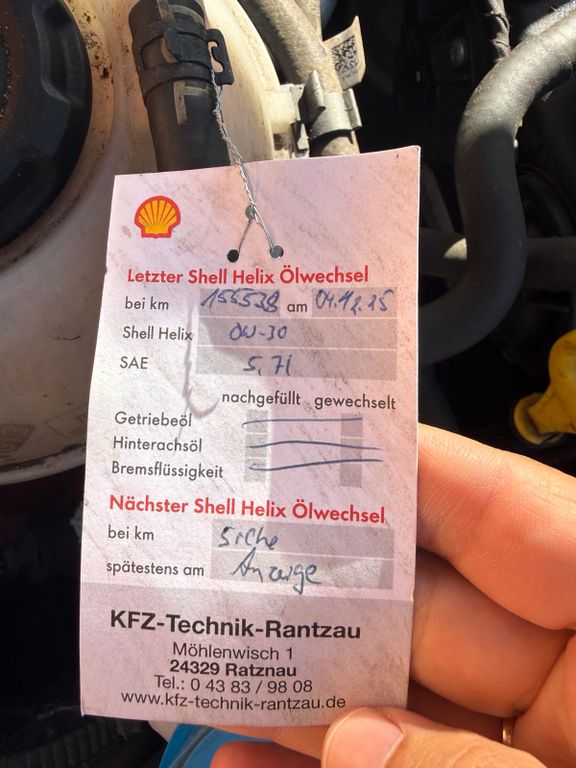 Letzter Shell Helix Ölwechsel
bei km 155538 am 04.12.25
Shell Helix 0W-30
SAE 5,7l
nachgefüllt gewechselt
Getriebeöl
Hinterachsöl
Bremsflüssigkeit
Nächster Shell Helix Ölwechsel
bei km siche
spätestens am Anzeige
KFZ-Technik-Rantzau
Möhlenwisch 1
24329 Ratznau
Tel.: 0 43 83 / 98 08
www.kfz-technik-rantzau.de